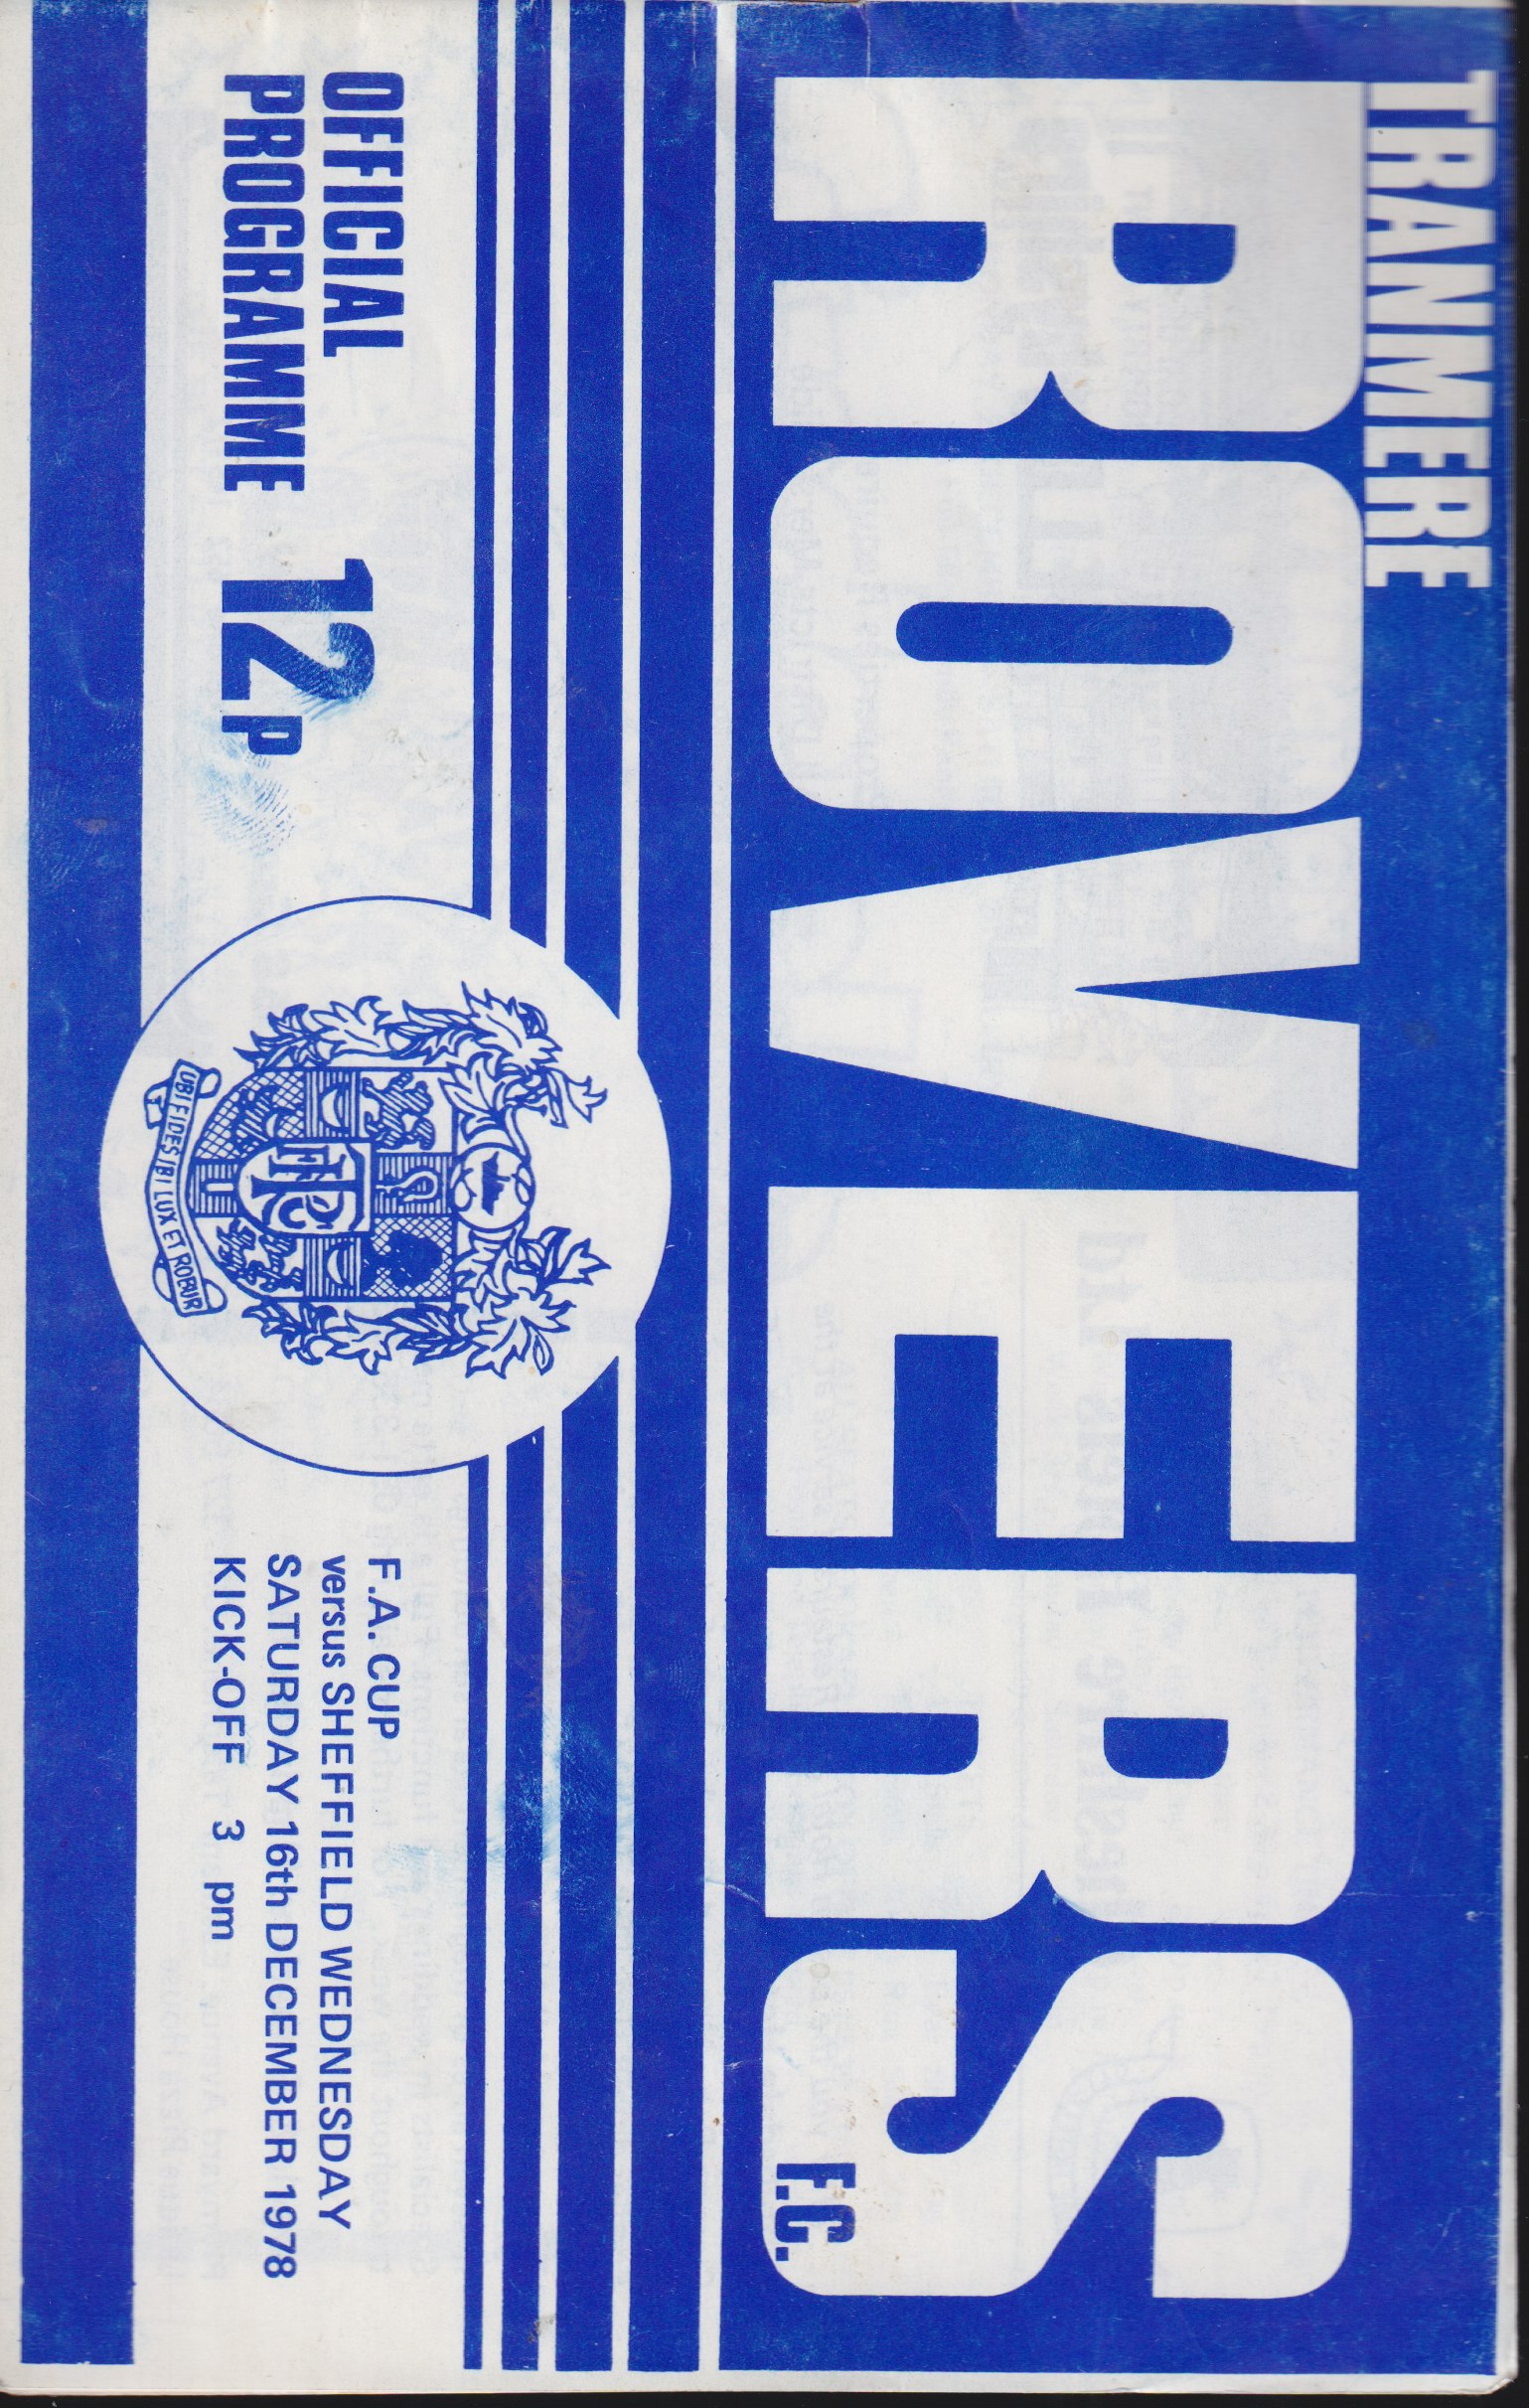 TRANMERE
ROVERS
F.C.
OFFICIAL
PROGRAMME
12p
UBI FIDES IBI LUX ET ROBUR
F.A. CUP
versus SHEFFIELD WEDNESDAY
SATURDAY 16th DECEMBER 1978
KICK-OFF 3 pm